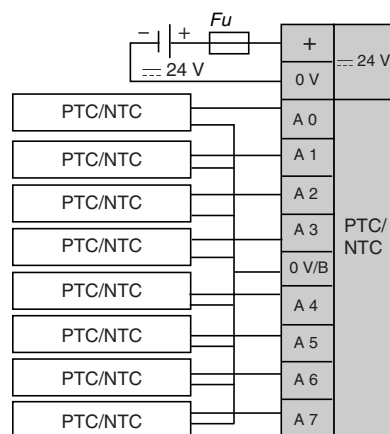 Fu
− +
⎓ 24 V
+
0 V
⎓ 24 V
PTC/NTC
A 0
PTC/NTC
A 1
PTC/NTC
A 2
PTC/NTC
A 3
PTC/
NTC
0 V/B
PTC/NTC
A 4
PTC/NTC
A 5
PTC/NTC
A 6
PTC/NTC
A 7